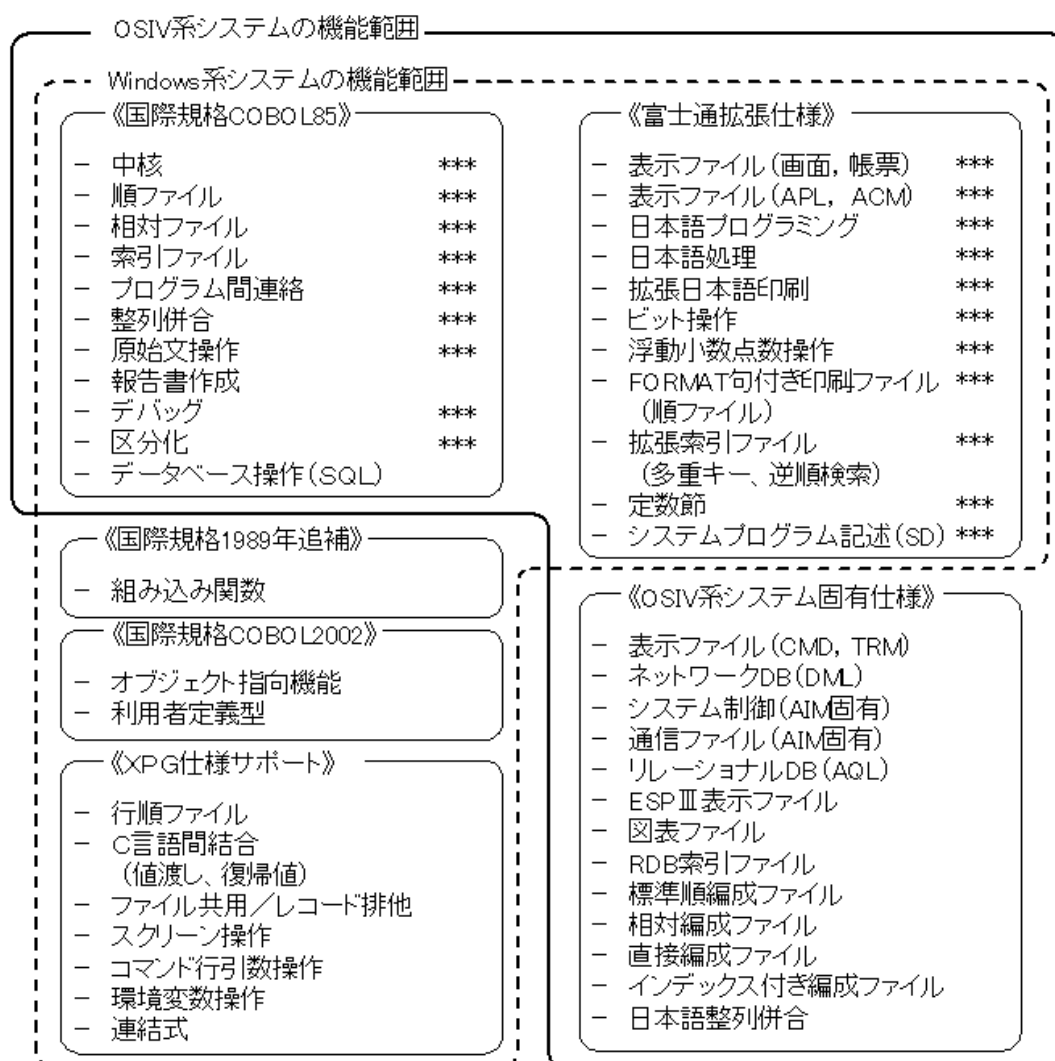 OSIV系システムの機能範囲
Windows系システムの機能範囲
《国際規格COBOL85》
－ 中核 ***
－ 順ファイル ***
－ 相対ファイル ***
－ 索引ファイル ***
－ プログラム間連絡 ***
－ 整列併合 ***
－ 原始文操作 ***
－ 報告書作成
－ デバッグ ***
－ 区分化 ***
－ データベース操作(SQL)
《富士通拡張仕様》
－ 表示ファイル(画面，帳票) ***
－ 表示ファイル(APL，ACM) ***
－ 日本語プログラミング ***
－ 日本語処理 ***
－ 拡張日本語印刷 ***
－ ビット操作 ***
－ 浮動小数点数操作 ***
－ FORMAT句付き印刷ファイル ***
(順ファイル)
－ 拡張索引ファイル ***
(多重キー、逆順検索)
－ 定数節 ***
－ システムプログラム記述(SD) ***
《国際規格1989年追補》
－ 組み込み関数
《国際規格COBOL2002》
－ オブジェクト指向機能
－ 利用者定義型
《XPG仕様サポート》
－ 行順ファイル
－ C言語間結合
(値渡し、復帰値)
－ ファイル共用／レコード排他
－ スクリーン操作
－ コマンド行引数操作
－ 環境変数操作
－ 連結式
《OSIV系システム固有仕様》
－ 表示ファイル(CMD，TRM)
－ ネットワークDB(DML)
－ システム制御(AIM固有)
－ 通信ファイル(AIM固有)
－ リレーショナルDB(AQL)
－ ESPⅢ表示ファイル
－ 図表ファイル
－ RDB索引ファイル
－ 標準順編成ファイル
－ 相対編成ファイル
－ 直接編成ファイル
－ インデックス付き編成ファイル
－ 日本語整列併合